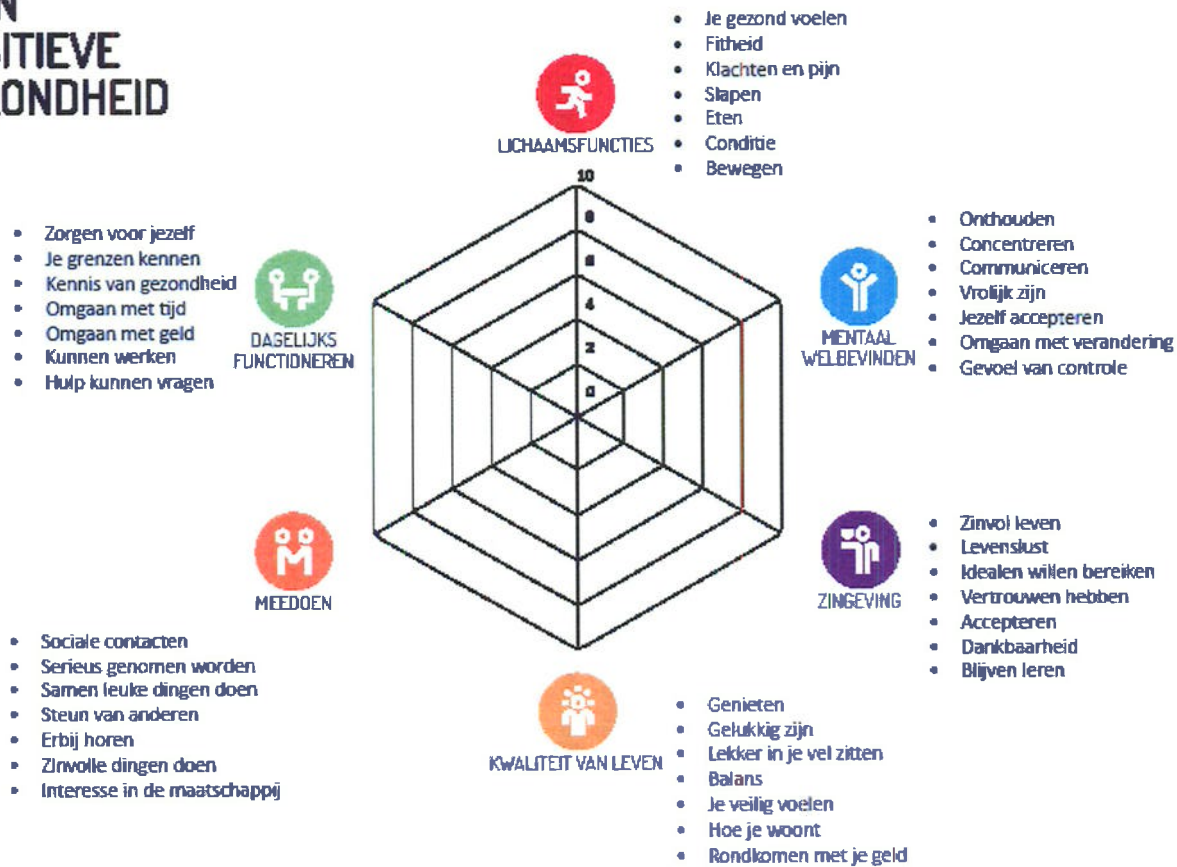 N
ITIEVE
ONDHEID
LICHAAMSFUNCTIES
• Je gezond voelen
• Fitheid
• Klachten en pijn
• Slapen
• Eten
• Conditie
• Bewegen
10
8
6
4
2
0
MENTAAL
WELBEVINDEN
• Onthouden
• Concentreren
• Communiceren
• Vrolijk zijn
• Jezelf accepteren
• Omgaan met verandering
• Gevoel van controle
ZINGEVING
• Zinvol leven
• Levenslust
• Idealen willen bereiken
• Vertrouwen hebben
• Accepteren
• Dankbaarheid
• Blijven leren
KWALITEIT VAN LEVEN
• Genieten
• Gelukkig zijn
• Lekker in je vel zitten
• Balans
• Je veilig voelen
• Hoe je woont
• Rondkomen met je geld
MEEDOEN
• Sociale contacten
• Serieus genomen worden
• Samen leuke dingen doen
• Steun van anderen
• Erbij horen
• Zinvolle dingen doen
• Interesse in de maatschappij
DAGELIJKS
FUNCTIONEREN
• Zorgen voor jezelf
• Je grenzen kennen
• Kennis van gezondheid
• Omgaan met tijd
• Omgaan met geld
• Kunnen werken
• Hulp kunnen vragen